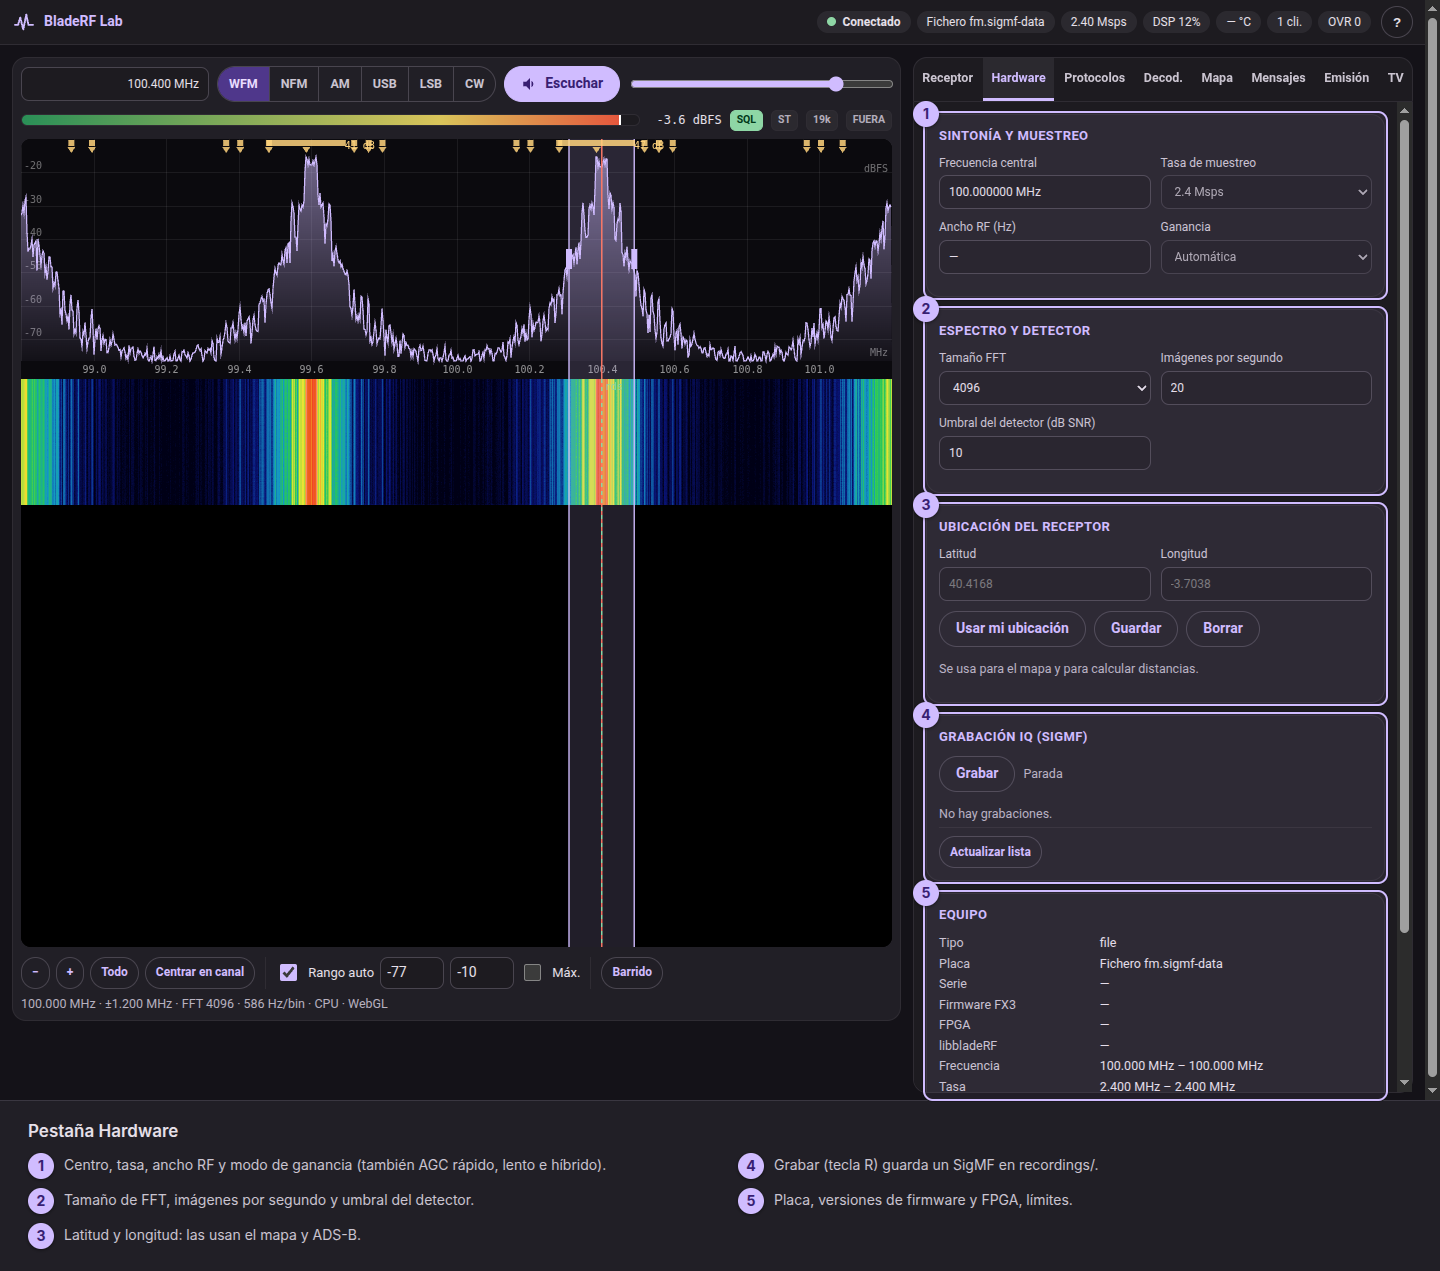 BladeRF Lab
Conectado
Fichero fm.sigmf-data
2.40 Msps
DSP 12%
— °C
1 cli.
OVR 0
?
100.400 MHz
WFM
NFM
AM
USB
LSB
CW
Escuchar
-3.6 dBFS
SQL
ST
19k
FUERA
dBFS
-20
-30
-40
-60
-70
MHz
99.0 99.2 99.4 99.6 99.8 100.0 100.2 100.4 100.6 100.8 101.0
−
+
Todo
Centrar en canal
Rango auto
-77
-10
Máx.
Barrido
100.000 MHz · ±1.200 MHz · FFT 4096 · 586 Hz/bin · CPU · WebGL
Receptor
Hardware
Protocolos
Decod.
Mapa
Mensajes
Emisión
TV
1
SINTONÍA Y MUESTREO
Frecuencia central
Tasa de muestreo
100.000000 MHz
2.4 Msps
Ancho RF (Hz)
Ganancia
—
Automática
2
ESPECTRO Y DETECTOR
Tamaño FFT
Imágenes por segundo
4096
20
Umbral del detector (dB SNR)
10
3
UBICACIÓN DEL RECEPTOR
Latitud
Longitud
40.4168
-3.7038
Usar mi ubicación
Guardar
Borrar
Se usa para el mapa y para calcular distancias.
4
GRABACIÓN IQ (SIGMF)
Grabar
Parada
No hay grabaciones.
Actualizar lista
5
EQUIPO
Tipo file
Placa Fichero fm.sigmf-data
Serie —
Firmware FX3 —
FPGA —
libbladeRF —
Frecuencia 100.000 MHz – 100.000 MHz
Tasa 2.400 MHz – 2.400 MHz
Pestaña Hardware
1 Centro, tasa, ancho RF y modo de ganancia (también AGC rápido, lento e híbrido).
2 Tamaño de FFT, imágenes por segundo y umbral del detector.
3 Latitud y longitud: las usan el mapa y ADS-B.
4 Grabar (tecla R) guarda un SigMF en recordings/.
5 Placa, versiones de firmware y FPGA, límites.